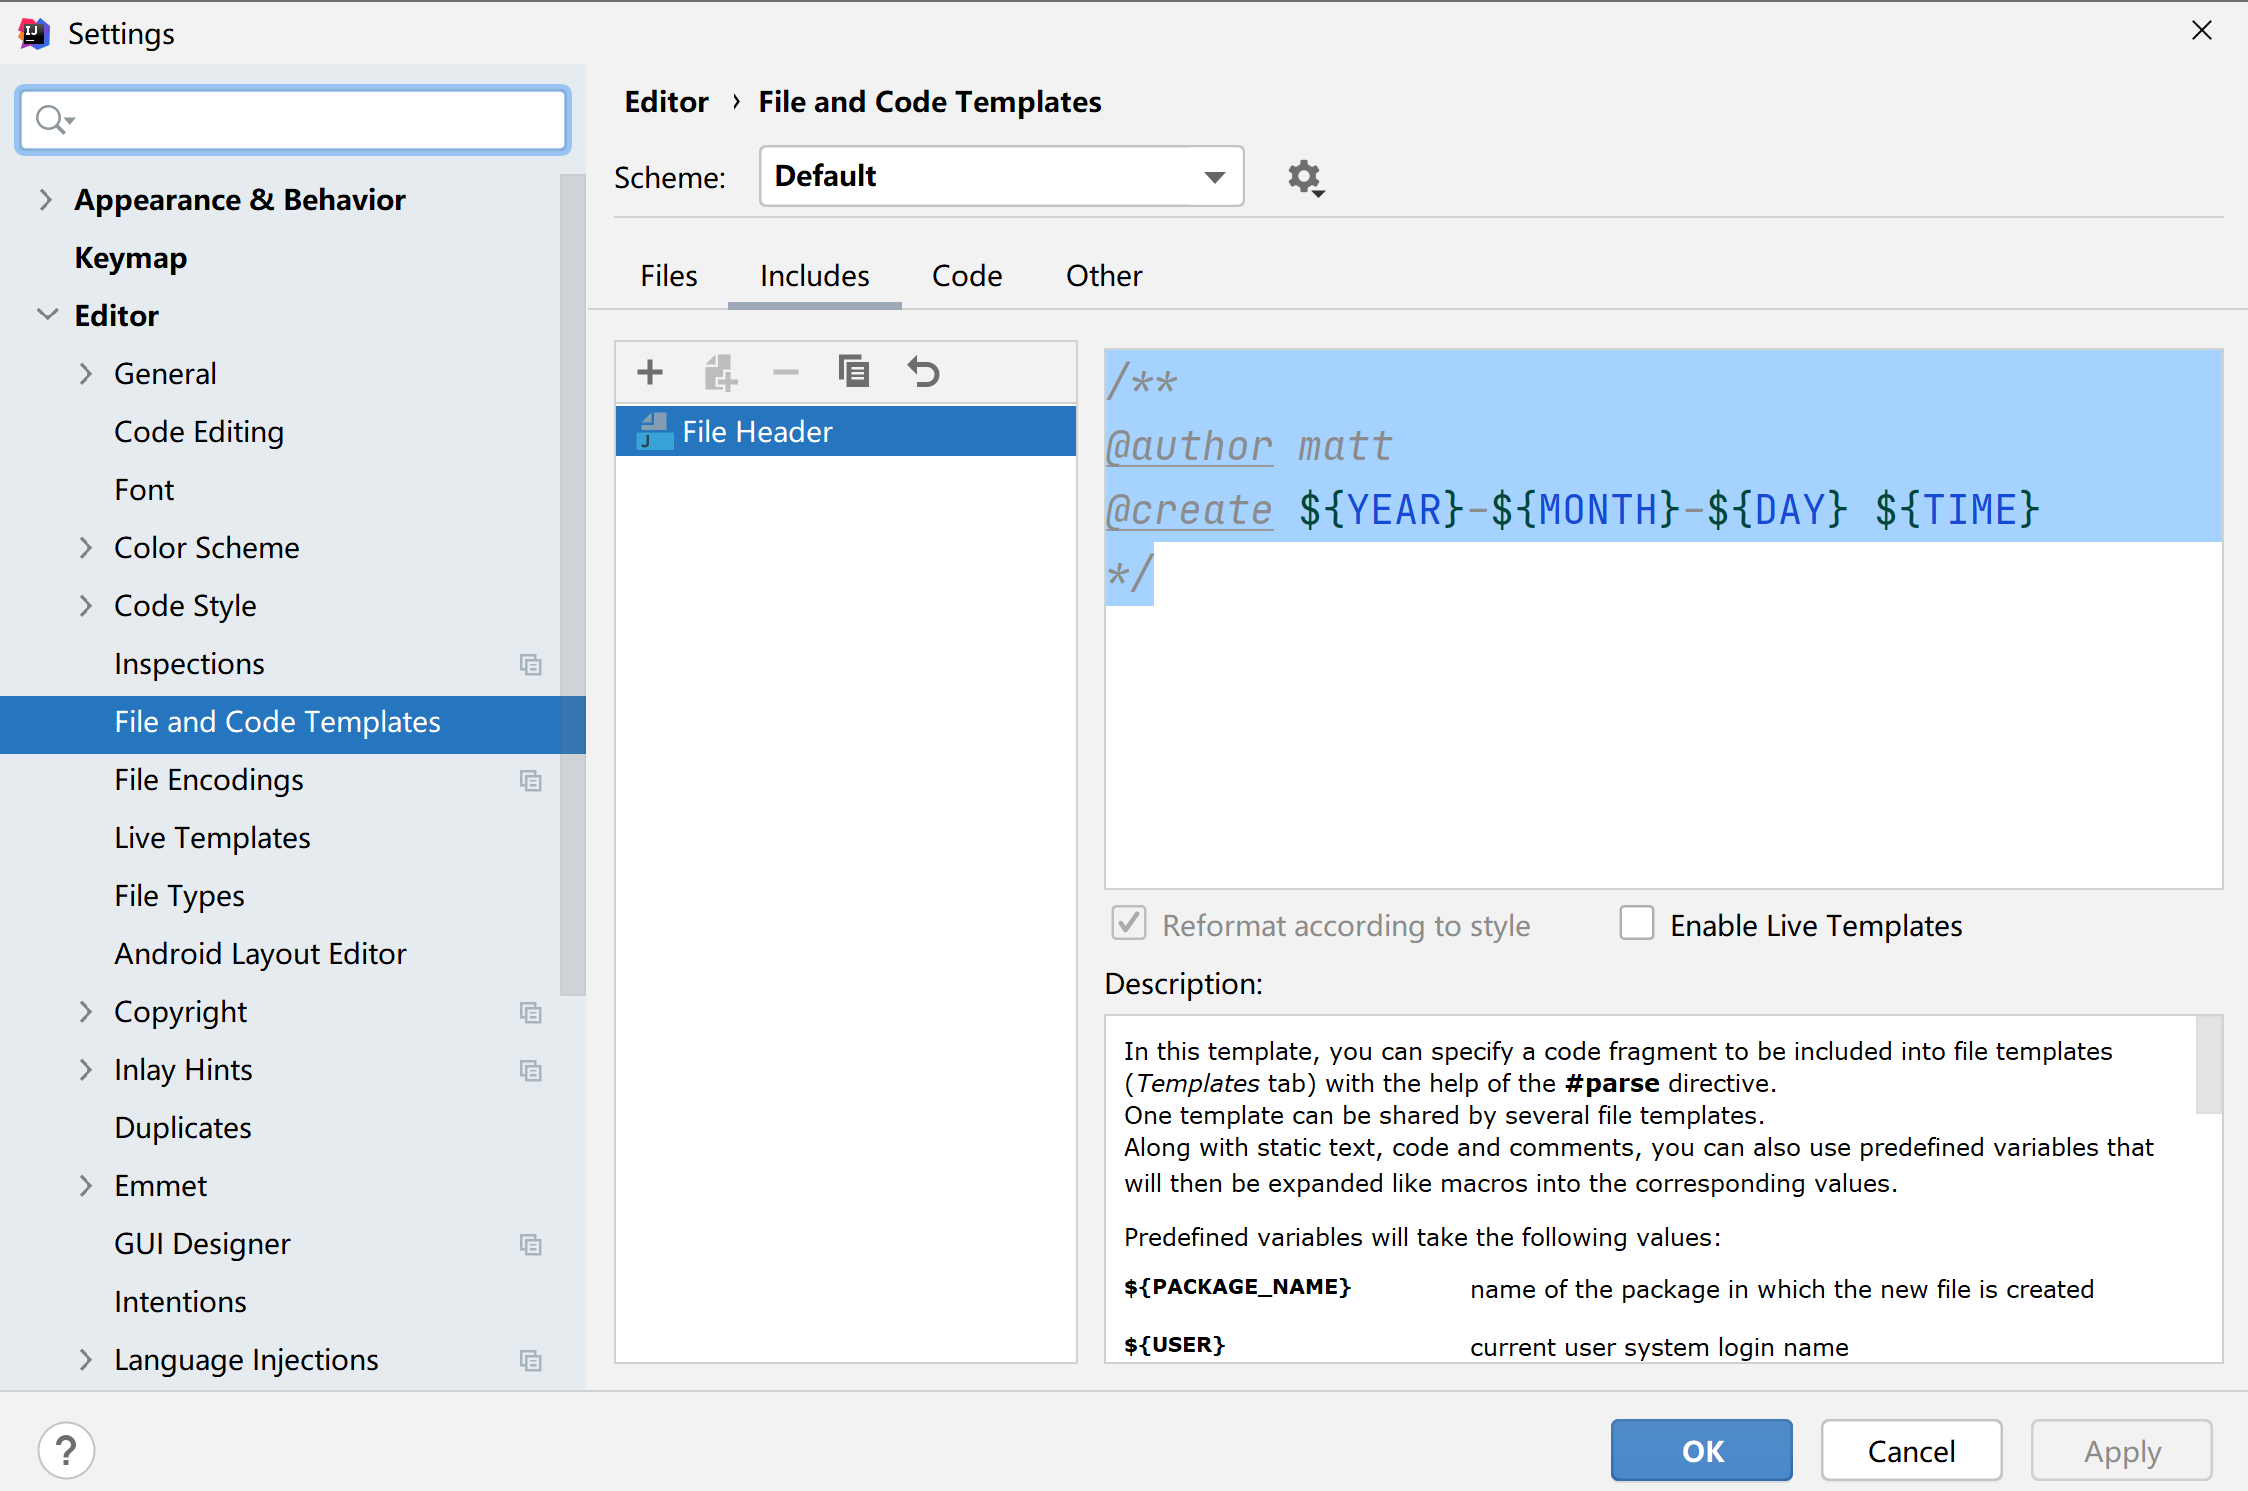 Settings
Appearance & Behavior
Keymap
Editor
General
Code Editing
Font
Color Scheme
Code Style
Inspections
File and Code Templates
File Encodings
Live Templates
File Types
Android Layout Editor
Copyright
Inlay Hints
Duplicates
Emmet
GUI Designer
Intentions
Language Injections
Editor › File and Code Templates
Scheme: Default
Files Includes Code Other
File Header
/**
@author matt
@create ${YEAR}-${MONTH}-${DAY} ${TIME}
*/
Reformat according to style Enable Live Templates
Description:
In this template, you can specify a code fragment to be included into file templates
(Templates tab) with the help of the #parse directive.
One template can be shared by several file templates.
Along with static text, code and comments, you can also use predefined variables that
will then be expanded like macros into the corresponding values.
Predefined variables will take the following values:
${PACKAGE_NAME} name of the package in which the new file is created
${USER} current user system login name
? OK Cancel Apply